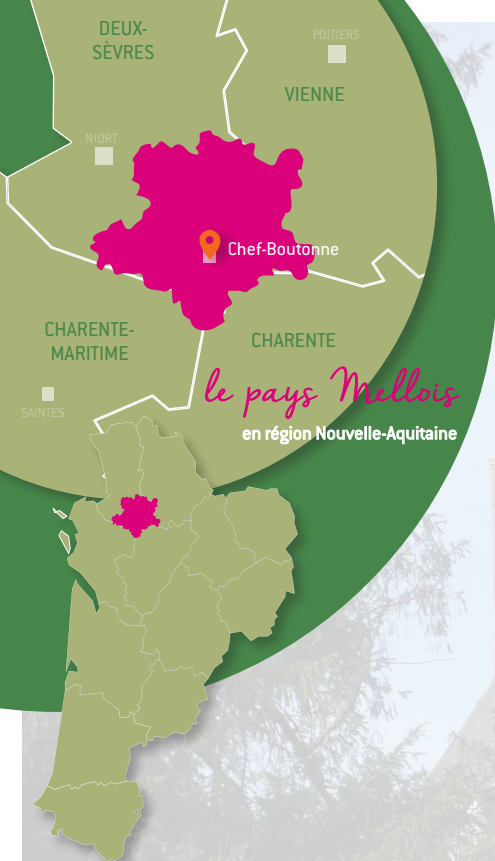 DEUX-
SÈVRES
POITIERS
VIENNE
NIORT
Chef-Boutonne
CHARENTE-
MARITIME
CHARENTE
le pays Mellois
SAINTES
en région Nouvelle-Aquitaine